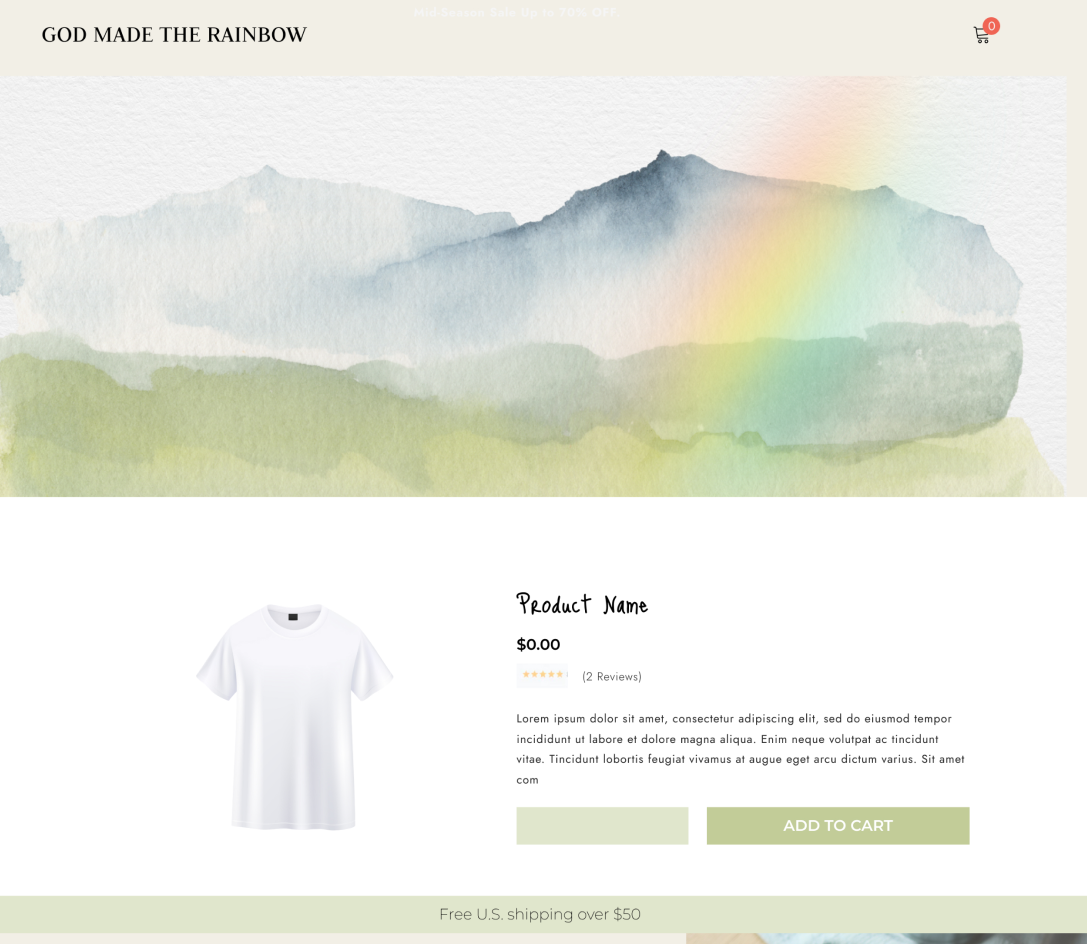 Mid-Season Sale Up to 70% OFF
GOD MADE THE RAINBOW
0
Product Name
$0.00
(2 Reviews)
Lorem ipsum dolor sit amet, consectetur adipiscing elit, sed do eiusmod tempor
incididunt ut labore et dolore magna aliqua. Enim neque volutpat ac tincidunt
vitae. Tincidunt lobortis feugiat vivamus at augue eget arcu dictum varius. Sit amet
com
ADD TO CART
Free U.S. shipping over $50